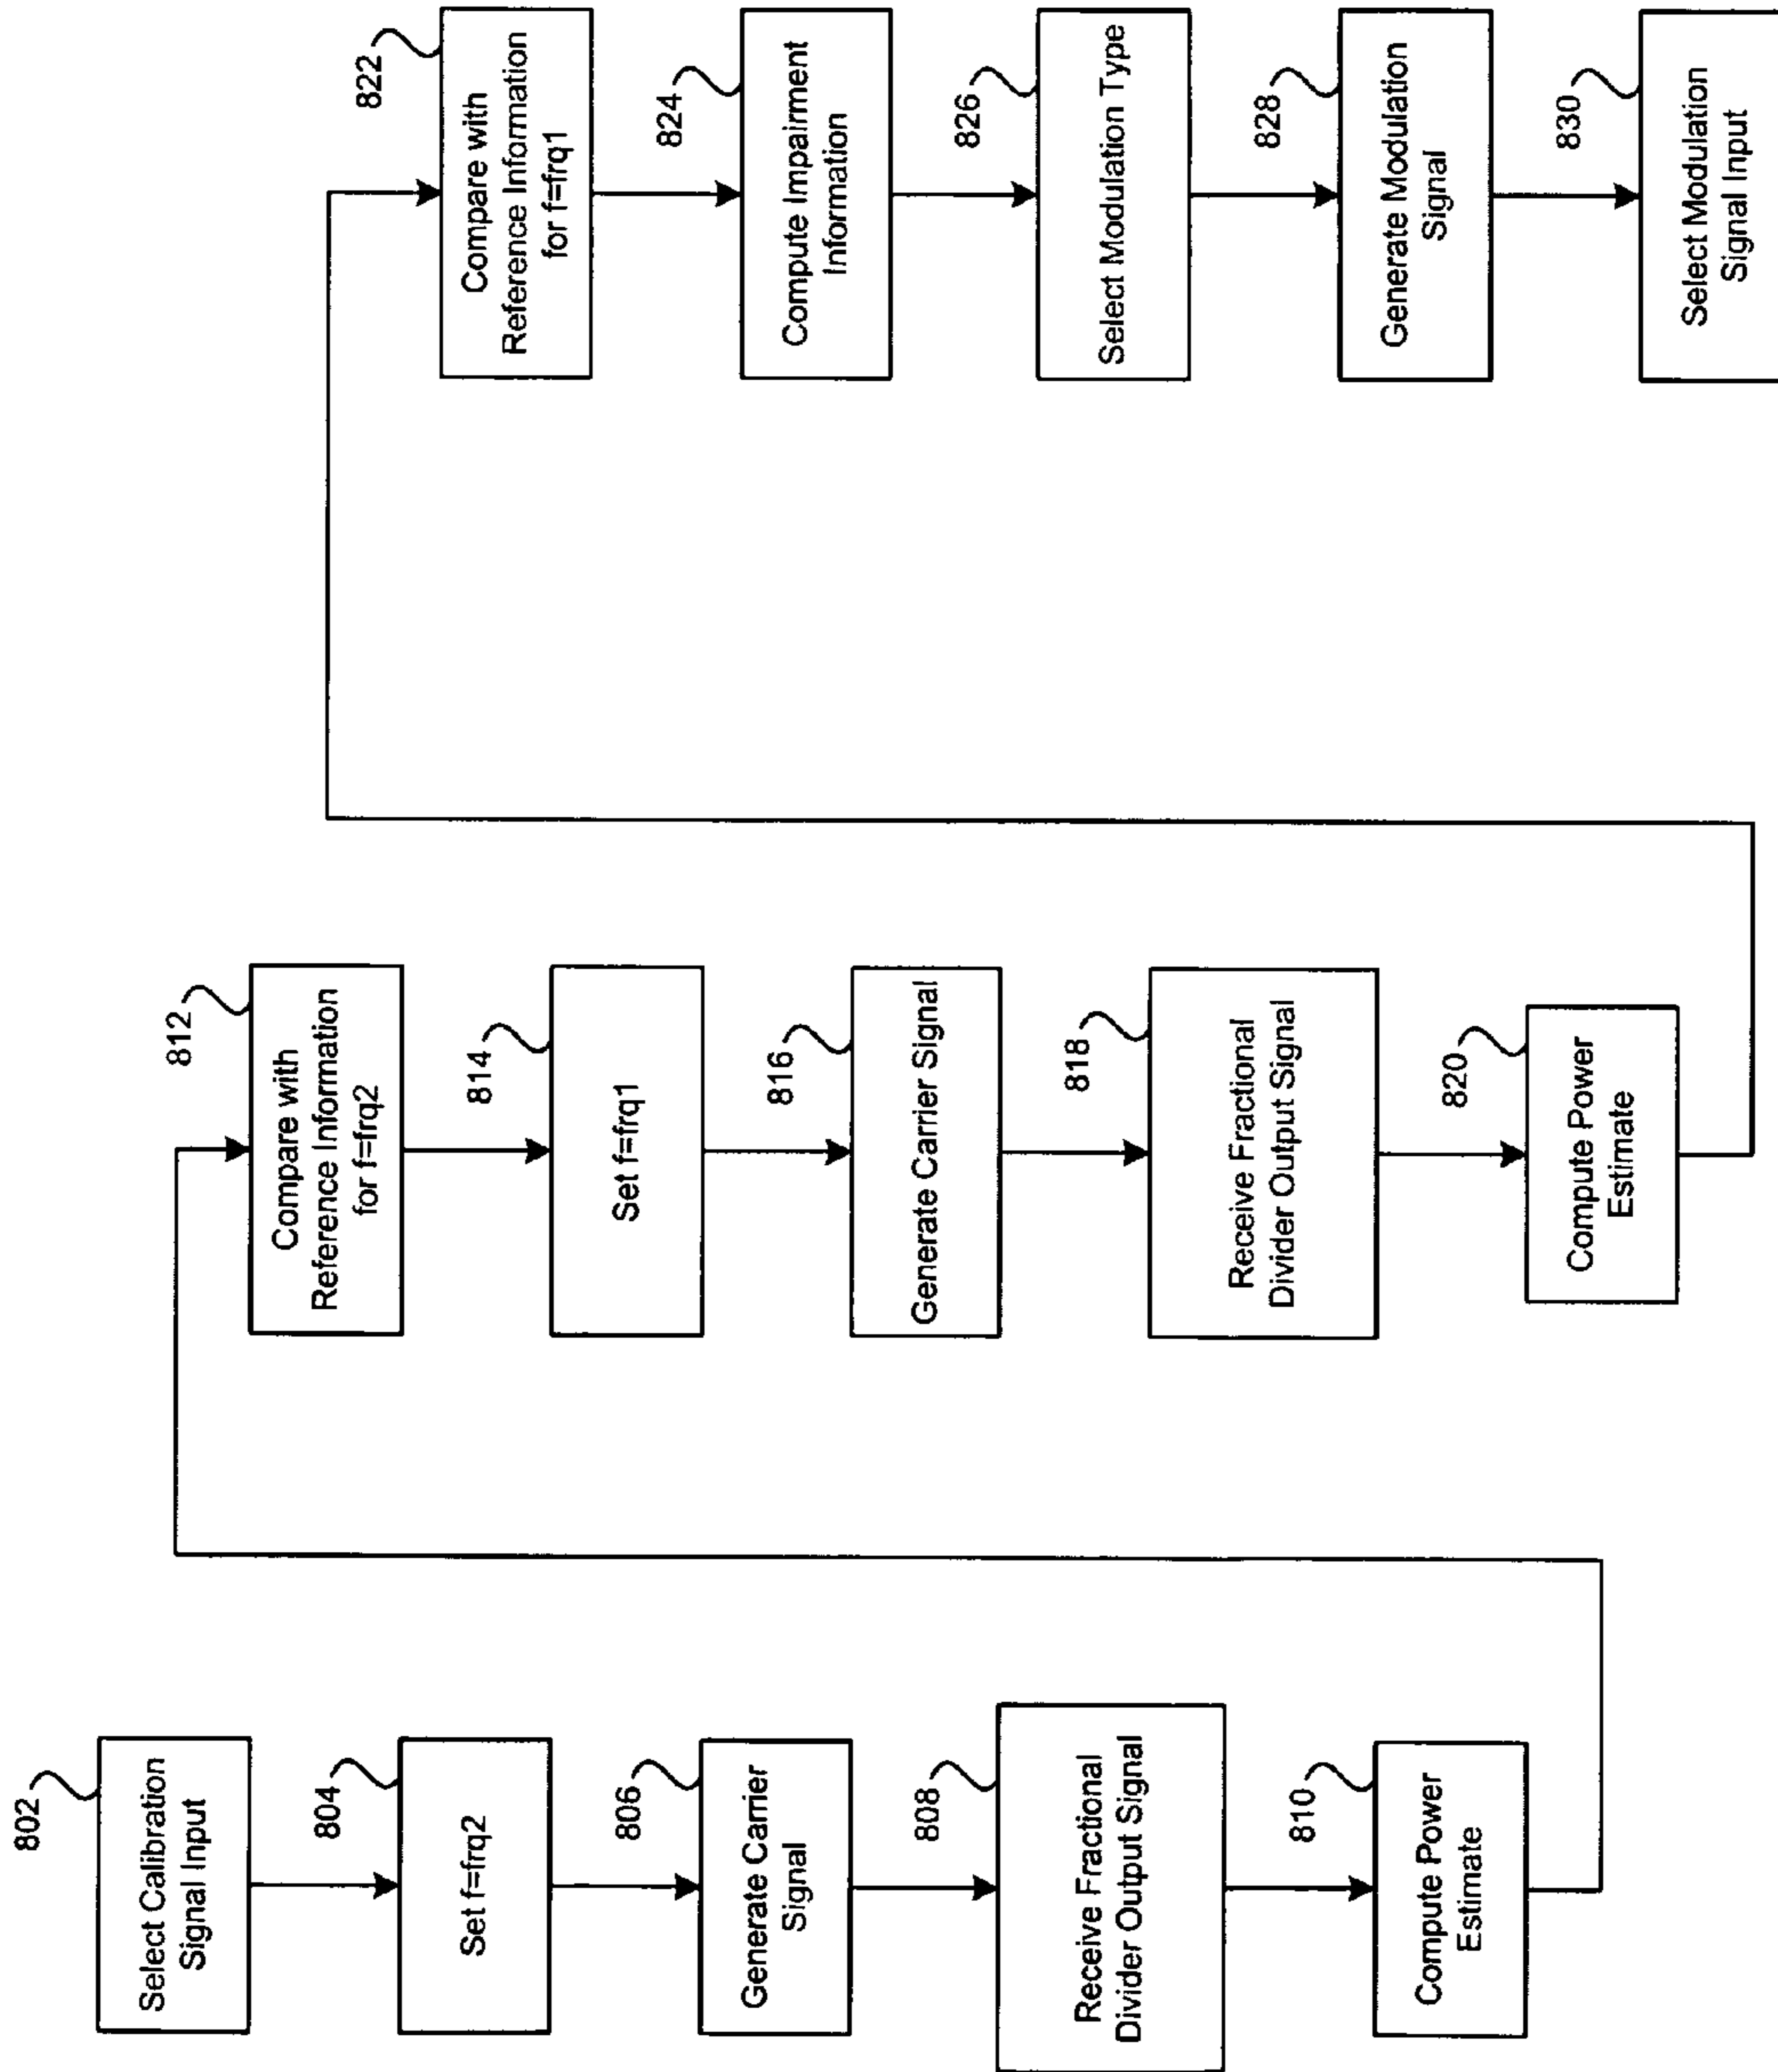 802
Select Calibration
Signal Input
804
Set f=frq2
806
Generate Carrier
Signal
808
Receive Fractional
Divider Output Signal
810
Compute Power
Estimate
812
Compare with
Reference Information
for f=frq2
814
Set f=frq1
816
Generate Carrier Signal
818
Receive Fractional
Divider Output Signal
820
Compute Power
Estimate
822
Compare with
Reference Information
for f=frq1
824
Compute Impairment
Information
826
Select Modulation Type
828
Generate Modulation
Signal
830
Select Modulation
Signal Input